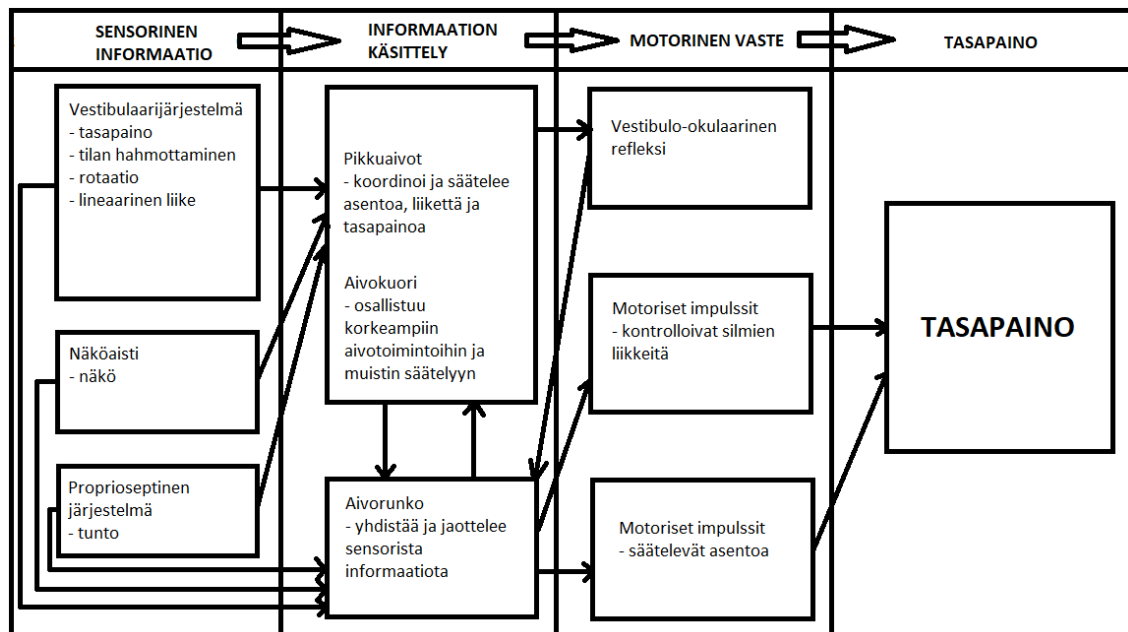 SENSORINEN
INFORMAATIO
INFORMAATION
KÄSITTELY
MOTORINEN VASTE
TASAPAINO
Vestibulaarijärjestelmä
- tasapaino
- tilan hahmottaminen
- rotaatio
- lineaarinen liike
Näköaisti
- näkö
Proprioseptinen
järjestelmä
- tunto
Pikkuaivot
- koordinoi ja säätelee
asentoa, liikettä ja
tasapainoa
Aivokuori
- osallistuu
korkeampiin
aivotoimintoihin ja
muistin säätelyyn
Aivorunko
- yhdistää ja jaottelee
sensorista
informaatiota
Vestibulo-okulaarinen
refleksi
Motoriset impulssit
- kontrolloivat silmien
liikkeitä
Motoriset impulssit
- säätelevät asentoa
TASAPAINO